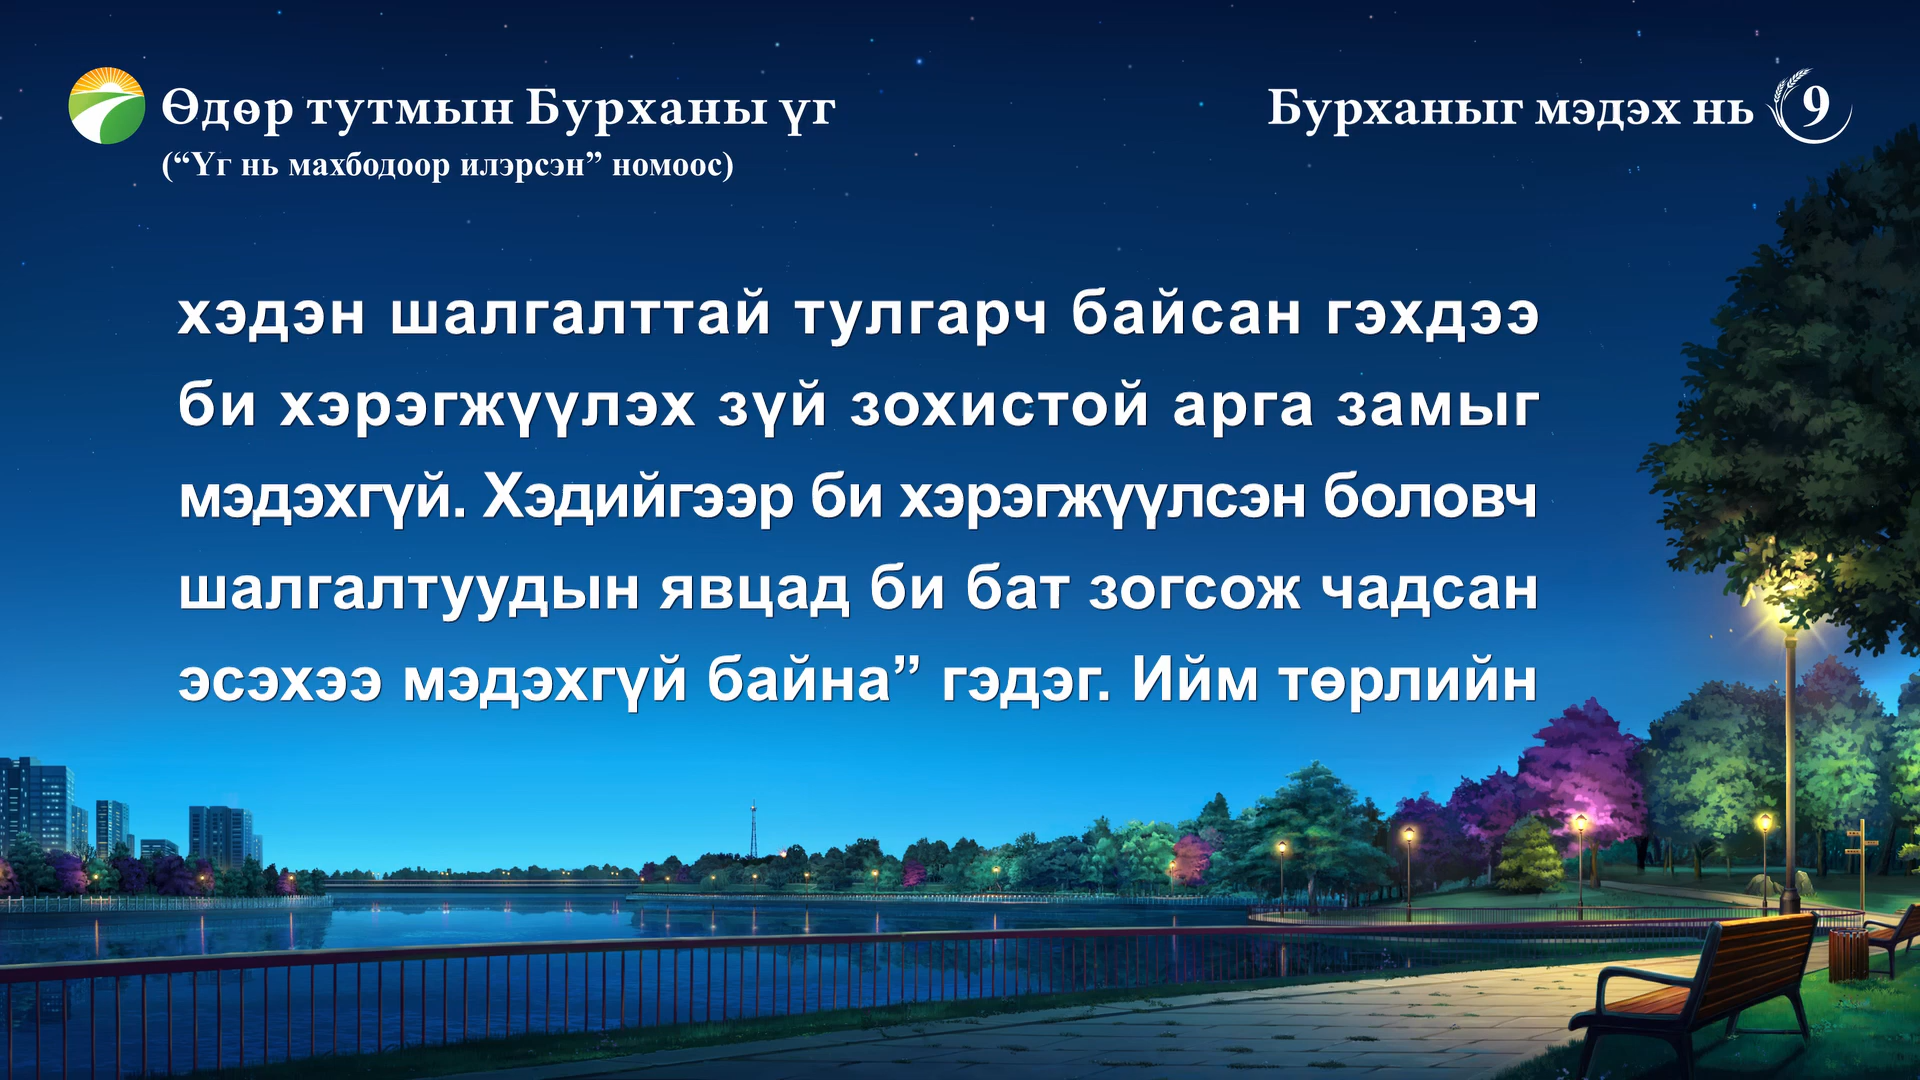 Өдөр тутмын Бурханы үг
(“Үг нь махбодоор илэрсэн” номоос)
Бурханыг мэдэх нь 9
хэдэн шалгалттай тулгарч байсан гэхдээ
би хэрэгжүүлэх зүй зохистой арга замыг
мэдэхгүй. Хэдийгээр би хэрэгжүүлсэн боловч
шалгалтуудын явцад би бат зогсож чадсан
эсэхээ мэдэхгүй байна” гэдэг. Ийм төрлийн